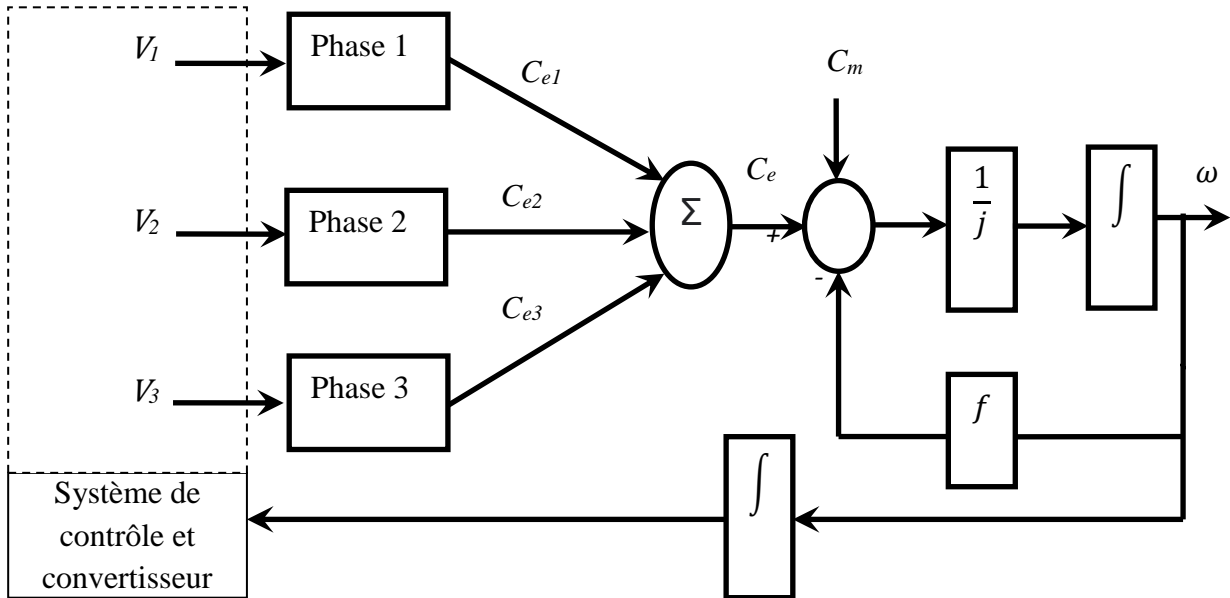 V1
Phase 1
Ce1
Cm
V2
Phase 2
Ce2
Σ
Ce
+
-
1
j
∫
ω
V3
Phase 3
Ce3
f
∫
Système de
contrôle et
convertisseur